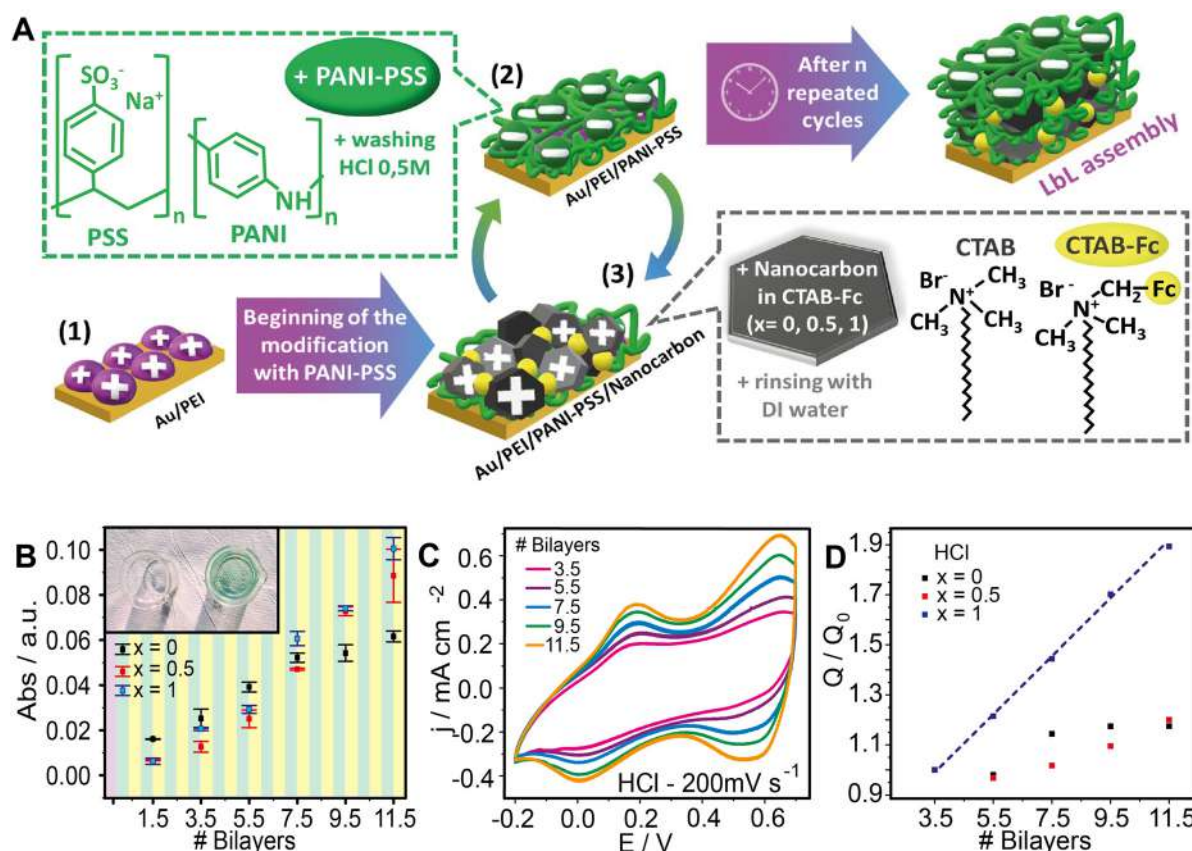 A
SO3-
Na+
n
PSS
NH
n
PANI
+ PANI-PSS
+ washing
HCl 0,5M
(2)
Au/PEI/PANI-PSS
After n
repeated
cycles
LbL assembly
(1)
Au/PEI
Beginning of the
modification
with PANI-PSS
(3)
Au/PEI/PANI-PSS/Nanocarbon
+ Nanocarbon
in CTAB-Fc
(x= 0, 0.5, 1)
+ rinsing with
DI water
CTAB
Br- N+ CH3
CH3 CH3
CTAB-Fc
Br- N+ CH2 Fc
CH3 CH3
B
Abs / a.u.
0.10
0.08
0.06
0.04
0.02
0.00
x = 0
x = 0.5
x = 1
1.5 3.5 5.5 7.5 9.5 11.5
# Bilayers
C
j / mA cm-2
0.8
0.6
0.4
0.2
0.0
-0.2
-0.4
# Bilayers
3.5
5.5
7.5
9.5
11.5
HCl - 200mV s-1
-0.2 0.0 0.2 0.4 0.6
E / V
D
Q / Q0
1.9
1.7
1.5
1.3
1.1
0.9
HCl
x = 0
x = 0.5
x = 1
3.5 5.5 7.5 9.5 11.5
# Bilayers